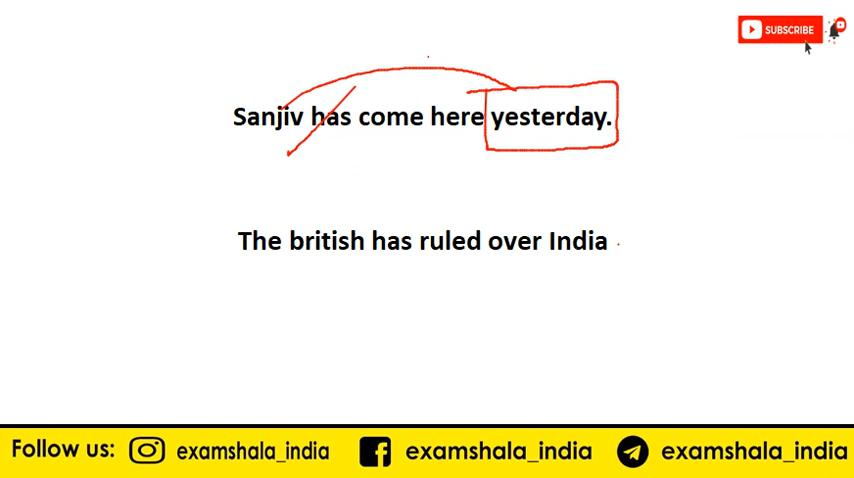 SUBSCRIBE
Sanjiv has come here yesterday.
The british has ruled over India
Follow us: examshala_india examshala_india examshala_india